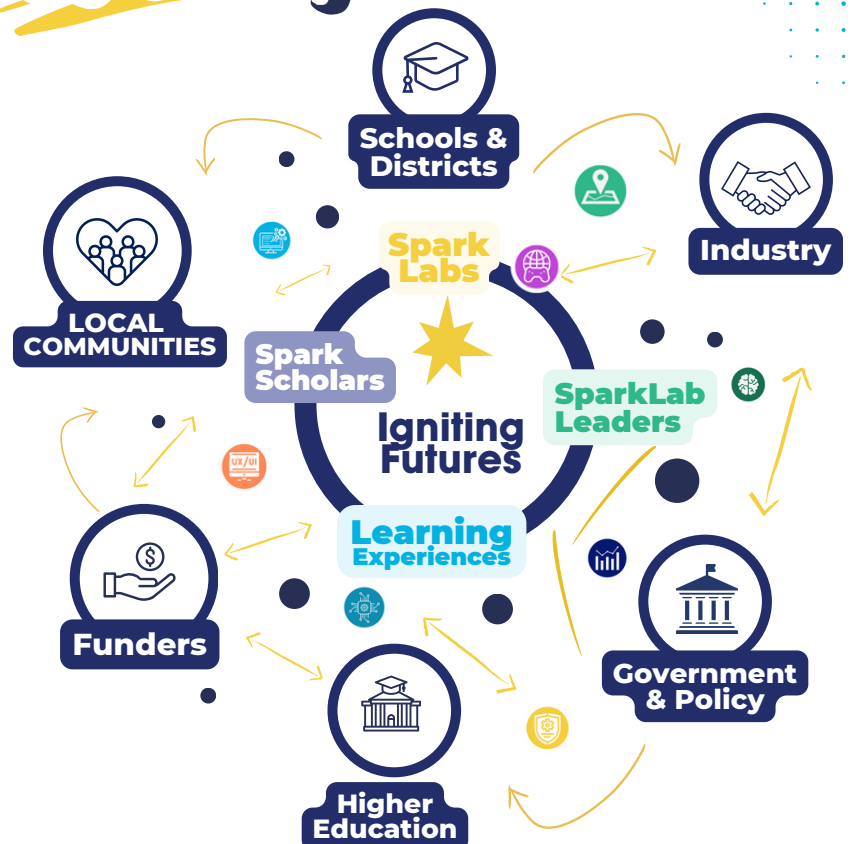 Schools &
Districts
Industry
Spark
Labs
LOCAL
COMMUNITIES
Spark
Scholars
SparkLab
Leaders
Igniting
Futures
UX/UI
Learning
Experiences
$
Funders
Government
& Policy
Higher
Education